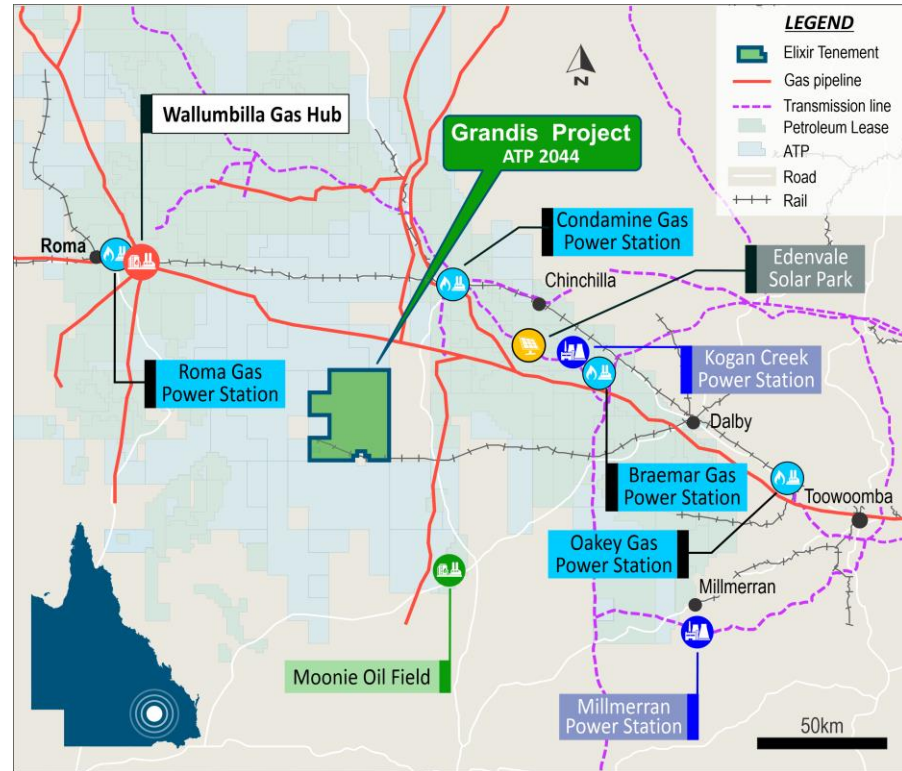 LEGEND
Elixir Tenement
Gas pipeline
Transmission line
Petroleum Lease
ATP
Road
Rail
N
Wallumbilla Gas Hub
Grandis Project
ATP 2044
Roma
Condamine Gas
Power Station
Chinchilla
Edenvale
Solar Park
Roma Gas
Power Station
Kogan Creek
Power Station
Dalby
Braemar Gas
Power Station
Toowoomba
Oakey Gas
Power Station
Millmerran
Moonie Oil Field
Millmerran
Power Station
50km